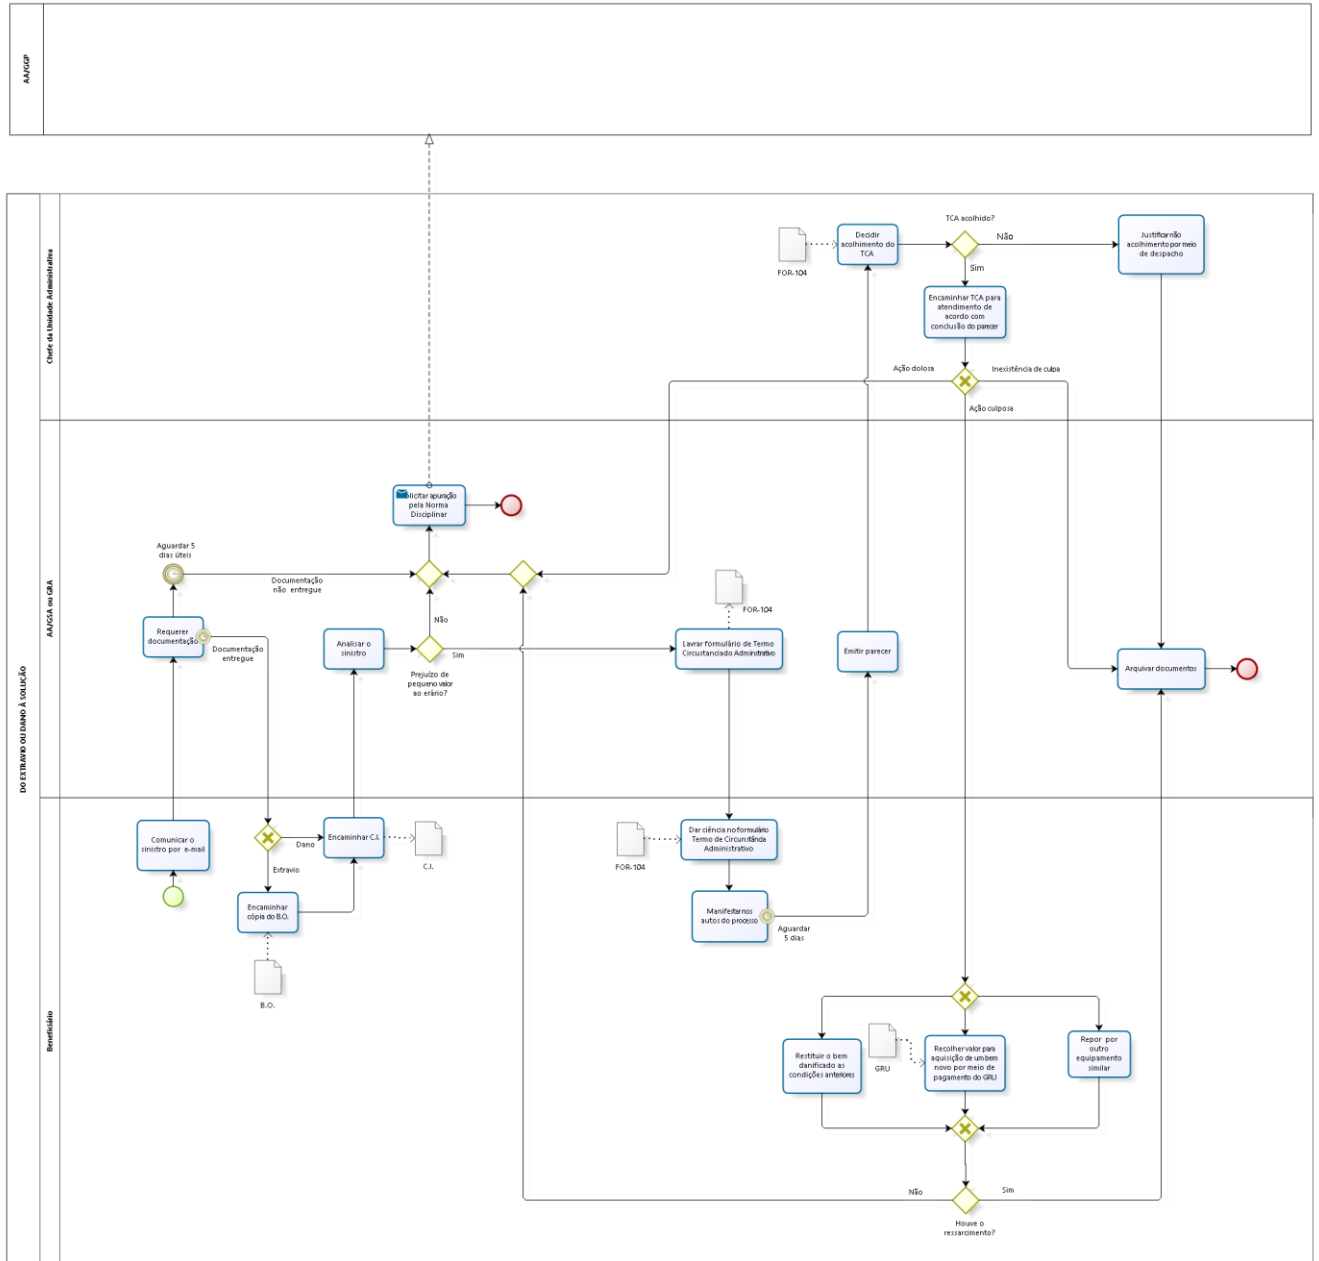 AA/GGP
DO EXTRAVIO OU DANO À SOLUÇÃO
Chefe da Unidade Administrativa
TCA acolhido?
Decidir
acolhimento do
TCA
Não
Justificar não
acolhimento por meio
de despacho
FOR-104
Sim
Encaminhar TCA para
atendimento de
acordo com
conclusão do parecer
Ação dolosa
Inexistência de culpa
Ação culposa
AA/GSA ou GRA
licitar apuração
pela Norma
Disciplinar
Aguardar 5
dias úteis
Documentação
não entregue
FOR-104
Requerer
documentação
Documentação
entregue
Analisar o
sinistro
Não
Sim
Prejuízo de
pequeno valor
ao erário?
Lavrar formulário de Termo
Circustanciado Adminitrativo
Emitir parecer
Arquivar documentos
Beneficiário
Comunicar o
sinistro por e-mail
Dano
Extravio
Encaminhar C.I.
C.I.
Encaminhar
cópia do B.O.
B.O.
FOR-104
Dar ciência no formulário
Termo de Circunstância
Administrativo
Manifestar nos
autos do processo
Aguardar
5 dias
Restituir o bem
danificado as
condições anteriores
GRU
Recolher valor para
aquisição de um bem
novo por meio de
pagamento do GRU
Repor por
outro
equipamento
similar
Não
Sim
Houve o
ressarcimento?